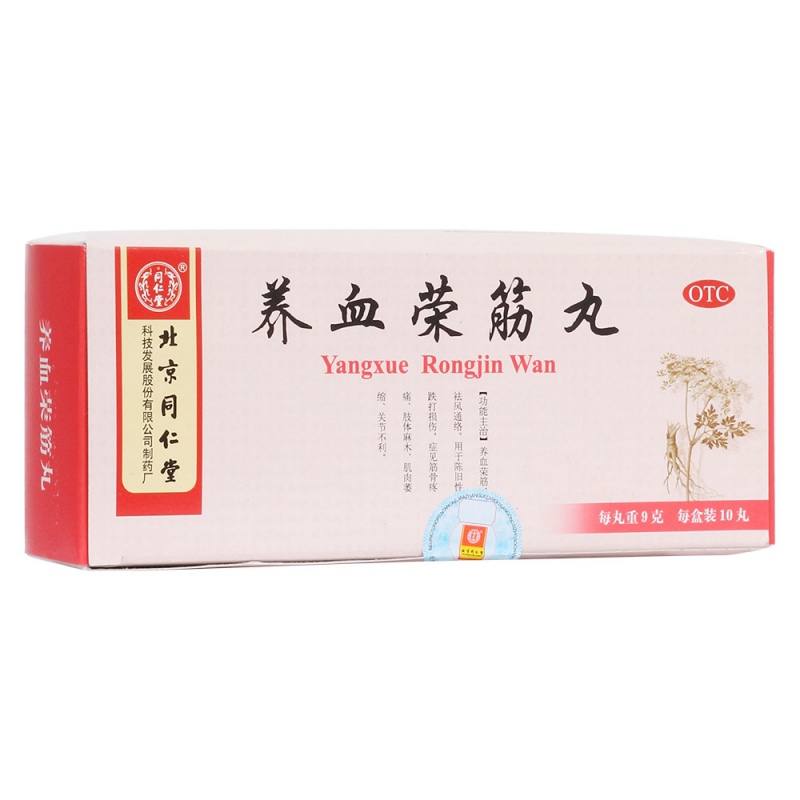 养血荣筋丸
同仁堂
®
北京同仁堂
科技发展股份有限公司制药厂
养血荣筋丸
Yangxue Rongjin Wan
OTC
【功能主治】养血荣筋，
祛风通络。用于陈旧性
跌打损伤，症见筋骨疼
痛、肢体麻木、肌肉萎
缩、关节不利。
每丸重9克 每盒装10丸